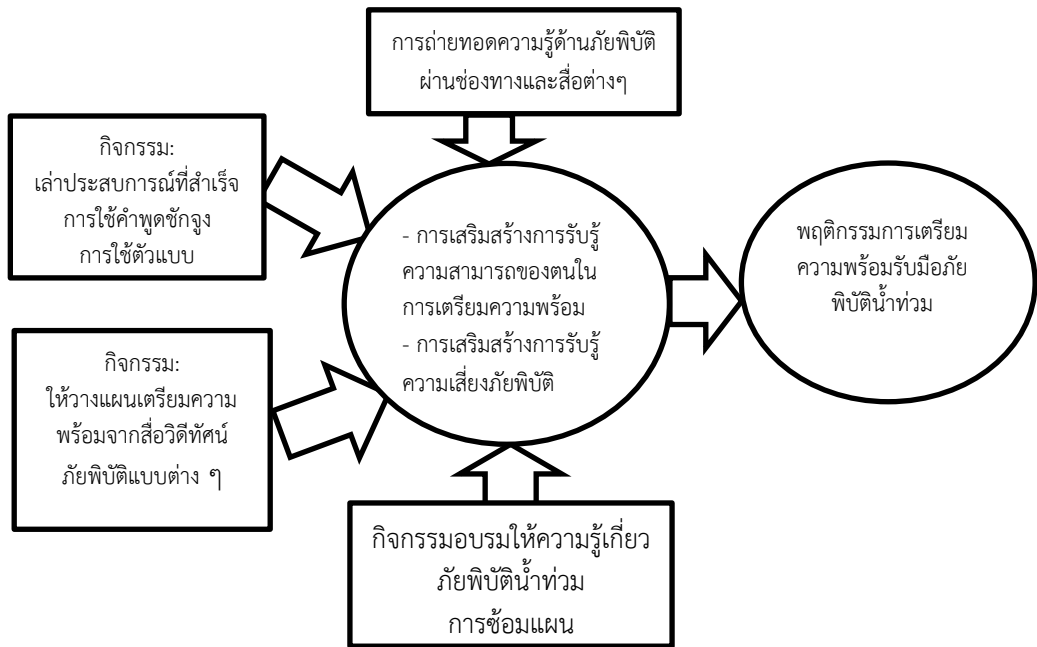 การถ่ายทอดความรู้ด้านภัยพิบัติ
ผ่านช่องทางและสื่อต่างๆ
กิจกรรม:
เล่าประสบการณ์ที่สำเร็จ
การใช้คำพูดชักจูง
การใช้ตัวแบบ
- การเสริมสร้างการรับรู้
ความสามารถของตนใน
การเตรียมความพร้อม
- การเสริมสร้างการรับรู้
ความเสี่ยงภัยพิบัติ
พฤติกรรมการเตรียม
ความพร้อมรับมือภัย
พิบัติน้ำท่วม
กิจกรรม:
ให้วางแผนเตรียมความ
พร้อมจากสื่อวิดีทัศน์
ภัยพิบัติแบบต่าง ๆ
กิจกรรมอบรมให้ความรู้เกี่ยว
ภัยพิบัติน้ำท่วม
การซ้อมแผน